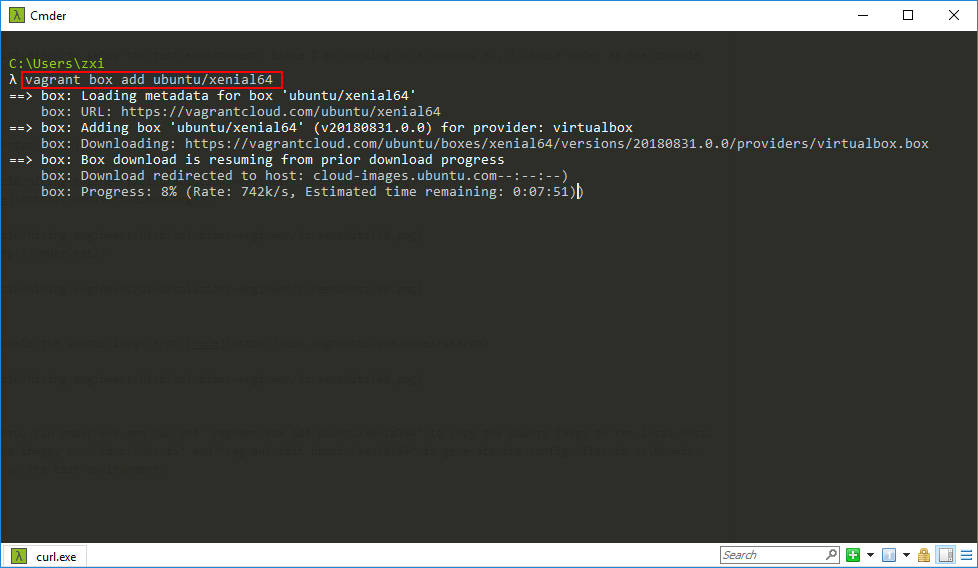 Cmder
C:\Users\zxi
λ vagrant box add ubuntu/xenial64
==> box: Loading metadata for box 'ubuntu/xenial64'
box: URL: https://vagrantcloud.com/ubuntu/xenial64
==> box: Adding box 'ubuntu/xenial64' (v20180831.0.0) for provider: virtualbox
box: Downloading: https://vagrantcloud.com/ubuntu/boxes/xenial64/versions/20180831.0.0/providers/virtualbox.box
==> box: Box download is resuming from prior download progress
box: Download redirected to host: cloud-images.ubuntu.com--:--:--)
box: Progress: 8% (Rate: 742k/s, Estimated time remaining: 0:07:51))
λ curl.exe
Search